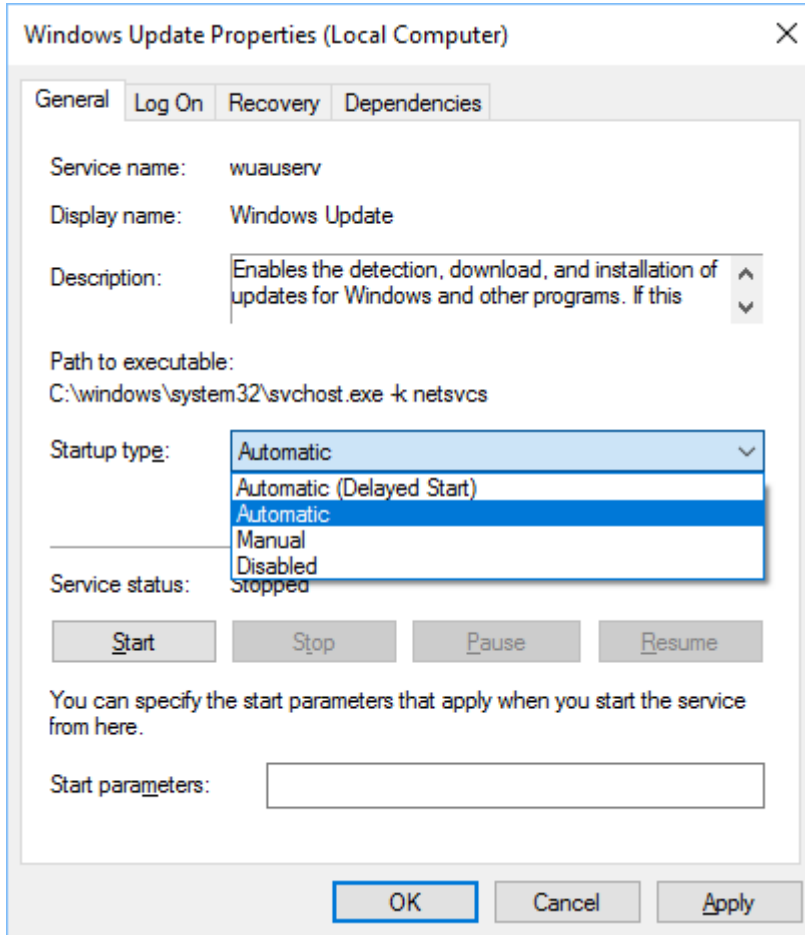 Windows Update Properties (Local Computer)
General Log On Recovery Dependencies
Service name: wuauserv
Display name: Windows Update
Description: Enables the detection, download, and installation of
updates for Windows and other programs. If this
Path to executable:
C:\windows\system32\svchost.exe -k netsvcs
Startup type: Automatic
Automatic (Delayed Start)
Automatic
Manual
Disabled
Service status: Stopped
Start Stop Pause Resume
You can specify the start parameters that apply when you start the service
from here.
Start parameters:
OK Cancel Apply